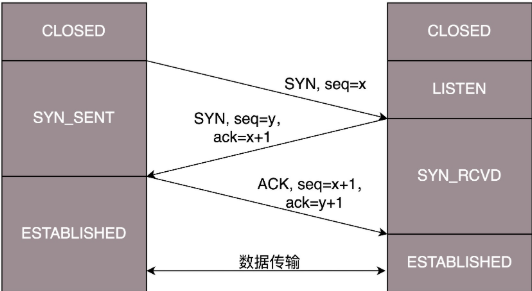 CLOSED
CLOSED
SYN, seq=x
LISTEN
SYN_SENT
SYN, seq=y,
ack=x+1
SYN_RCVD
ACK, seq=x+1,
ack=y+1
ESTABLISHED
数据传输
ESTABLISHED